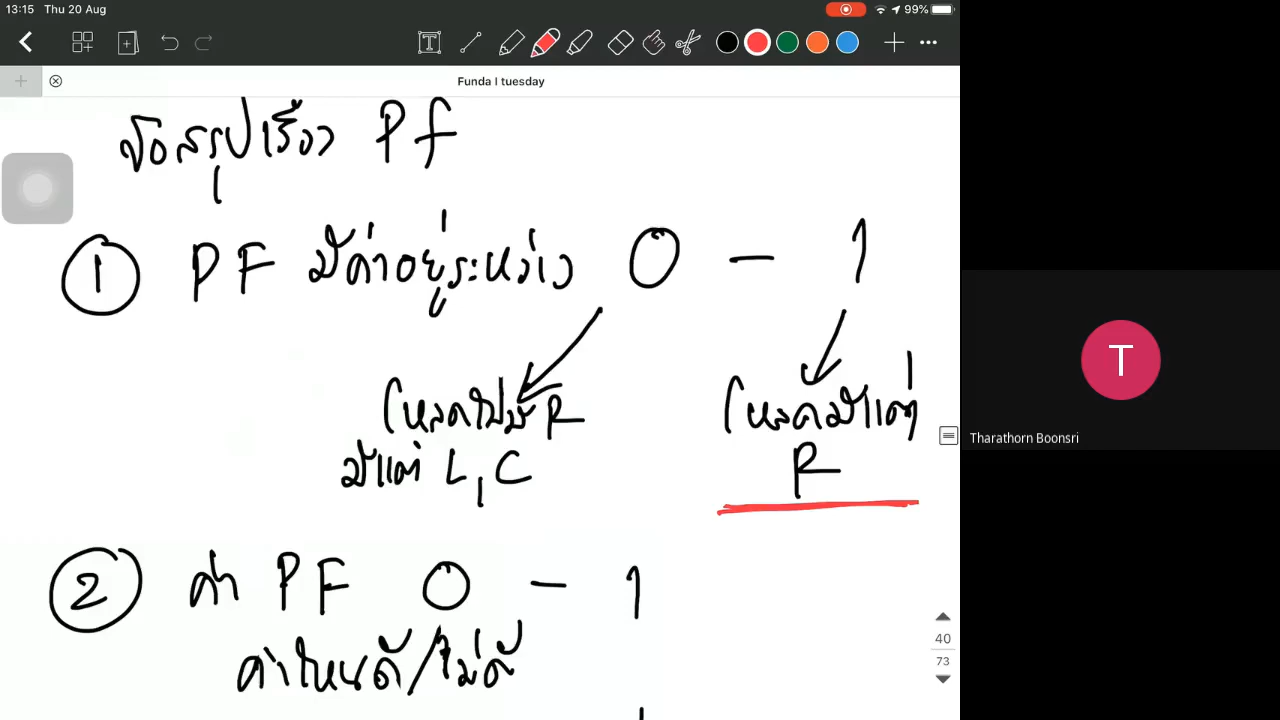 13:15 Thu 20 Aug
99%
Funda I tuesday
ข้อสรุปเรื่อง Pf
① PF มีค่าอยู่ระหว่าง 0 - 1
โหลดไม่มี R
มีแต่ L, C
โหลดมีแต่
R
② ค่า PF 0 - 1
ค่าไหนดี/ไม่ดี
40
73
T
Tharathorn Boonsri